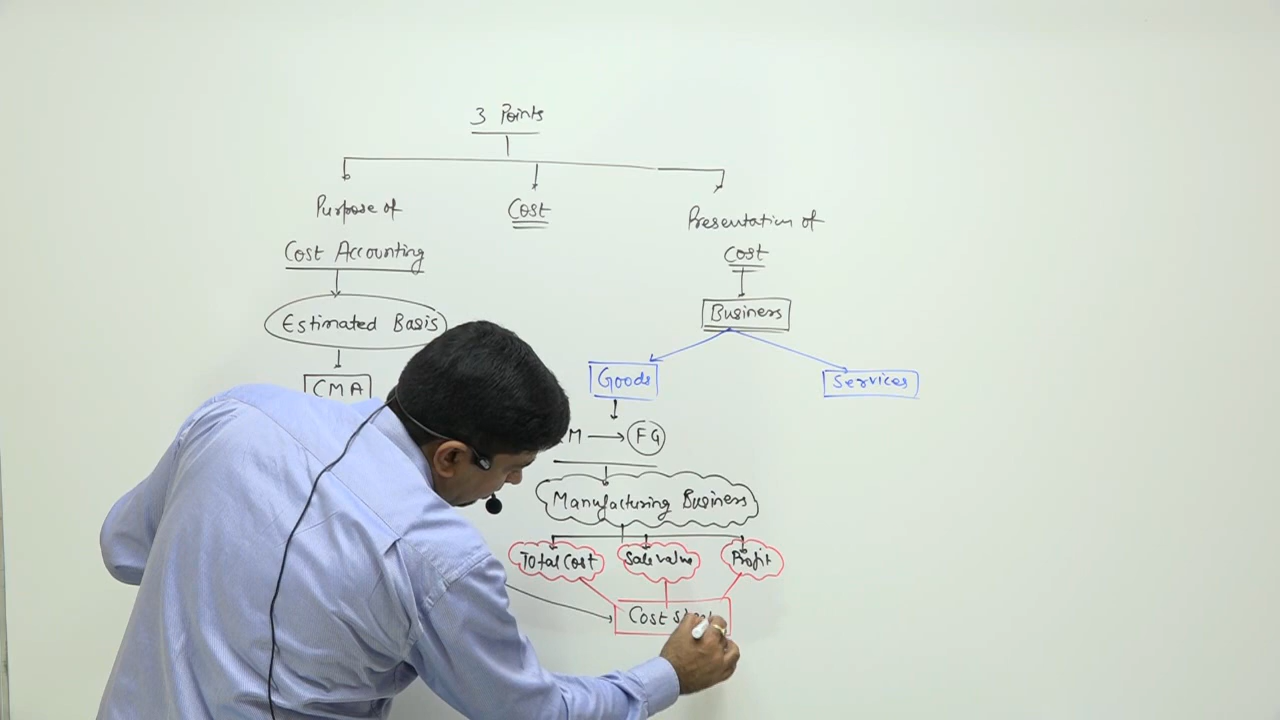 3 Points
Purpose of
Cost Accounting
Estimated Basis
CMA
Cost
Presentation of
Cost
Business
Goods
Services
M → FG
Manufacturing Business
Total Cost
Sale value
Profit
Cost